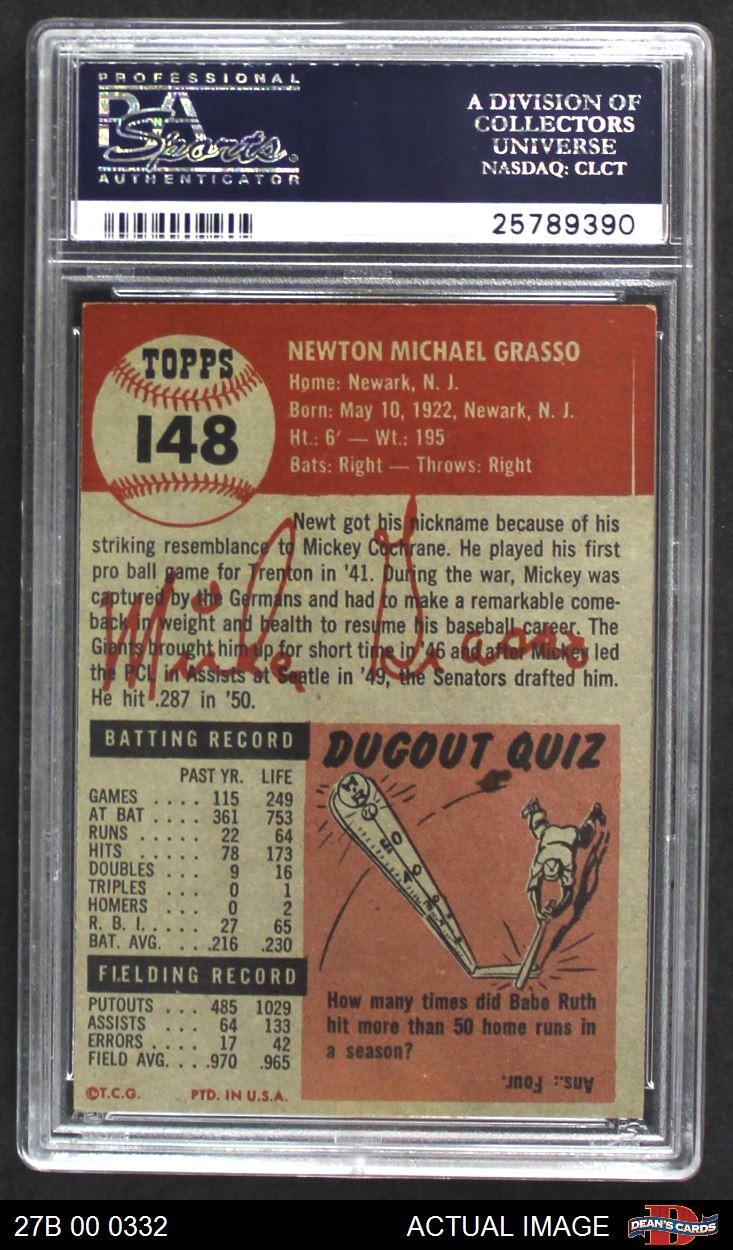 PROFESSIONAL
PSA
Sports.
AUTHENTICATOR
A DIVISION OF
COLLECTORS
UNIVERSE
NASDAQ: CLCT
25789390
TOPPS
148
NEWTON MICHAEL GRASSO
Home: Newark, N. J.
Born: May 10, 1922, Newark, N. J.
Ht.: 6' — Wt.: 195
Bats: Right — Throws: Right
Newt got his nickname because of his
striking resemblance to Mickey Cochrane. He played his first
pro ball game for Trenton in '41. During the war, Mickey was
captured by the Germans and had to make a remarkable come-
back in weight and health to resume his baseball career. The
Giants brought him up for short time in '46 and after Mickey led
the PCL in Assists at Seatle in '49, the Senators drafted him.
He hit .287 in '50.
Mike Grasso
BATTING RECORD
PAST YR. LIFE
GAMES .... 115 249
AT BAT .... 361 753
RUNS ..... 22 64
HITS ..... 78 173
DOUBLES ... 9 16
TRIPLES ... 0 1
HOMERS ... 0 2
R. B. I. .... 27 65
BAT. AVG. ... .216 .230
FIELDING RECORD
PUTOUTS ... 485 1029
ASSISTS ... 64 133
ERRORS .... 17 42
FIELD AVG. ... .970 .965
©T.C.G. PTD. IN U.S.A.
DUGOUT QUIZ
How many times did Babe Ruth
hit more than 50 home runs in
a season?
Ans.: Four.
27B 00 0332
ACTUAL IMAGE
DEAN'S CARDS